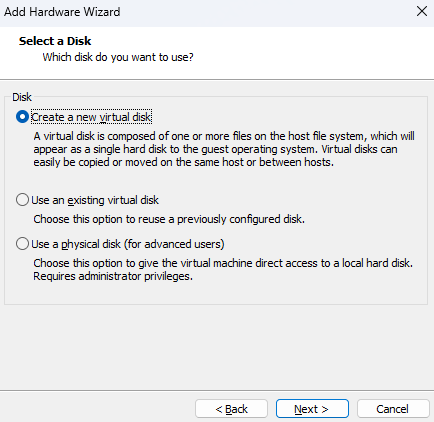 Add Hardware Wizard
Select a Disk
Which disk do you want to use?
Disk
Create a new virtual disk
A virtual disk is composed of one or more files on the host file system, which will
appear as a single hard disk to the guest operating system. Virtual disks can
easily be copied or moved on the same host or between hosts.
Use an existing virtual disk
Choose this option to reuse a previously configured disk.
Use a physical disk (for advanced users)
Choose this option to give the virtual machine direct access to a local hard disk.
Requires administrator privileges.
< Back Next > Cancel